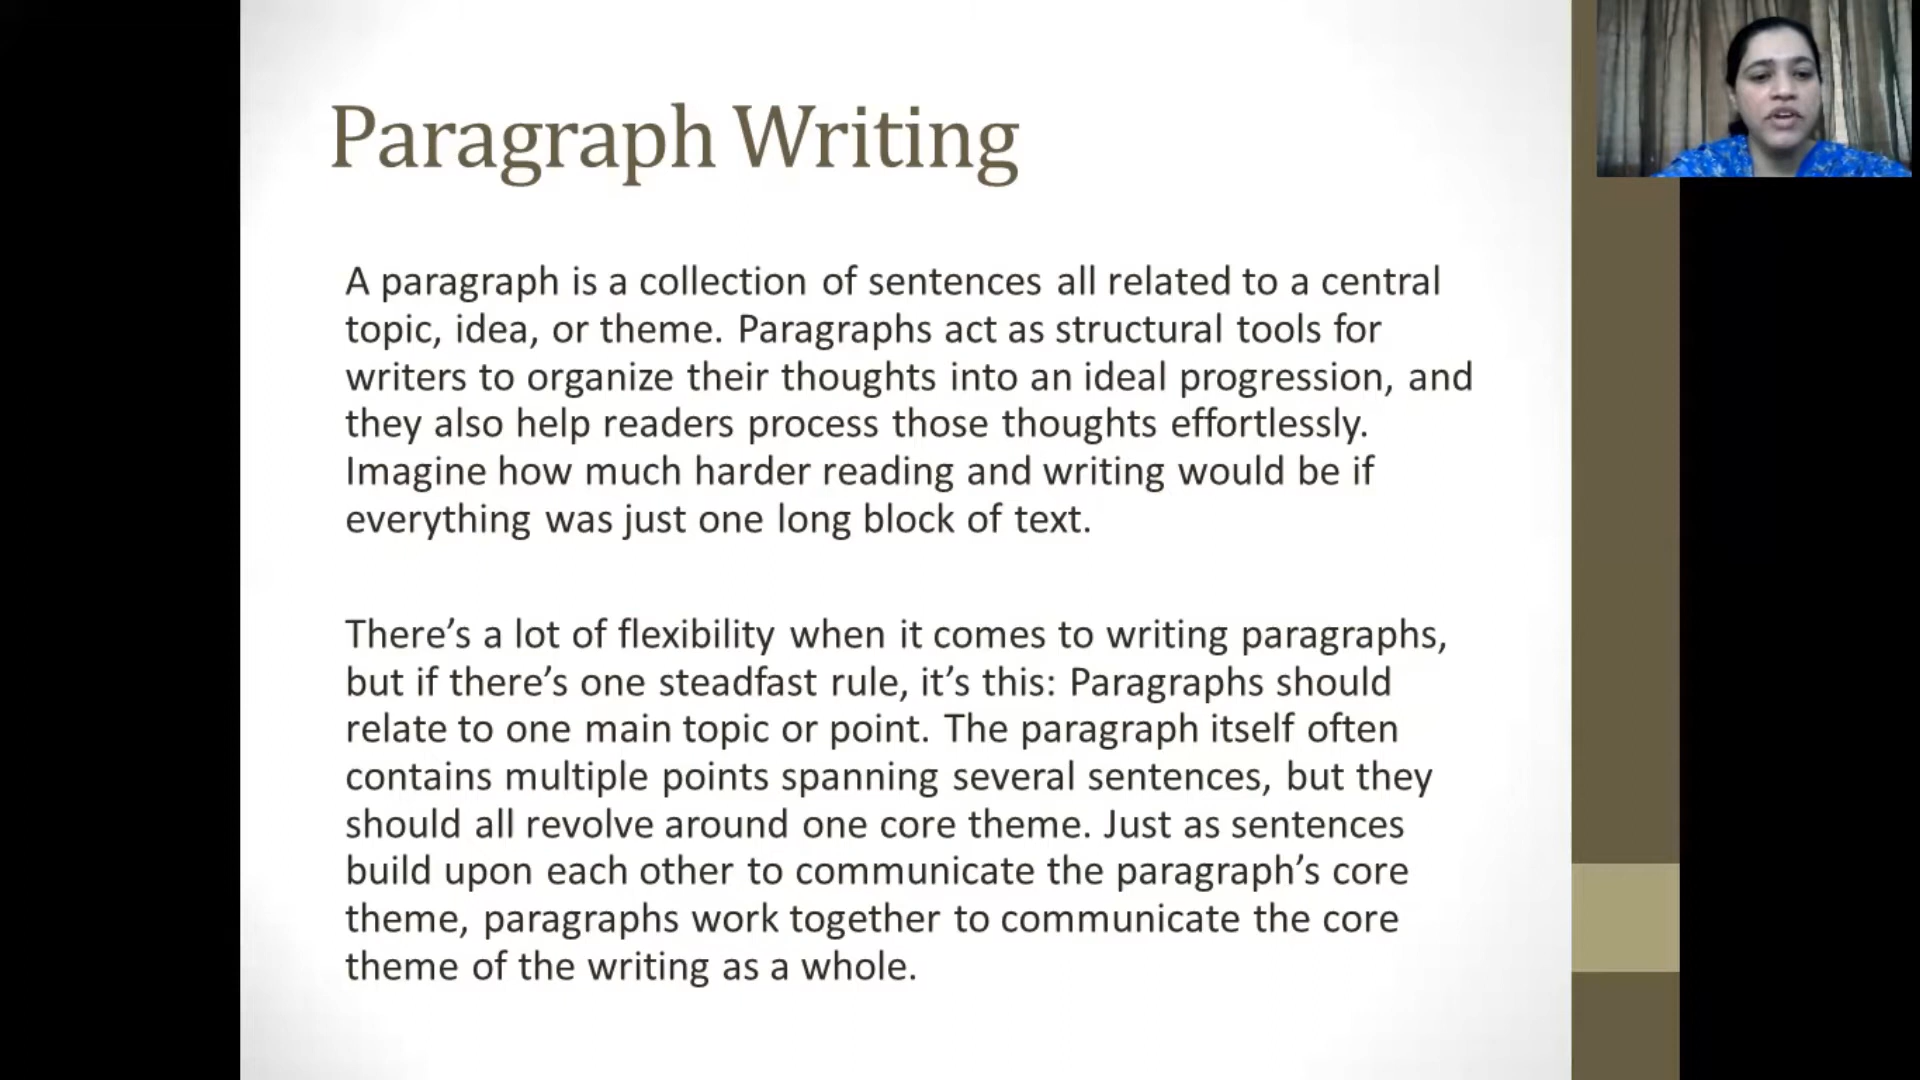 Paragraph Writing
A paragraph is a collection of sentences all related to a central
topic, idea, or theme. Paragraphs act as structural tools for
writers to organize their thoughts into an ideal progression, and
they also help readers process those thoughts effortlessly.
Imagine how much harder reading and writing would be if
everything was just one long block of text.
There’s a lot of flexibility when it comes to writing paragraphs,
but if there’s one steadfast rule, it’s this: Paragraphs should
relate to one main topic or point. The paragraph itself often
contains multiple points spanning several sentences, but they
should all revolve around one core theme. Just as sentences
build upon each other to communicate the paragraph’s core
theme, paragraphs work together to communicate the core
theme of the writing as a whole.